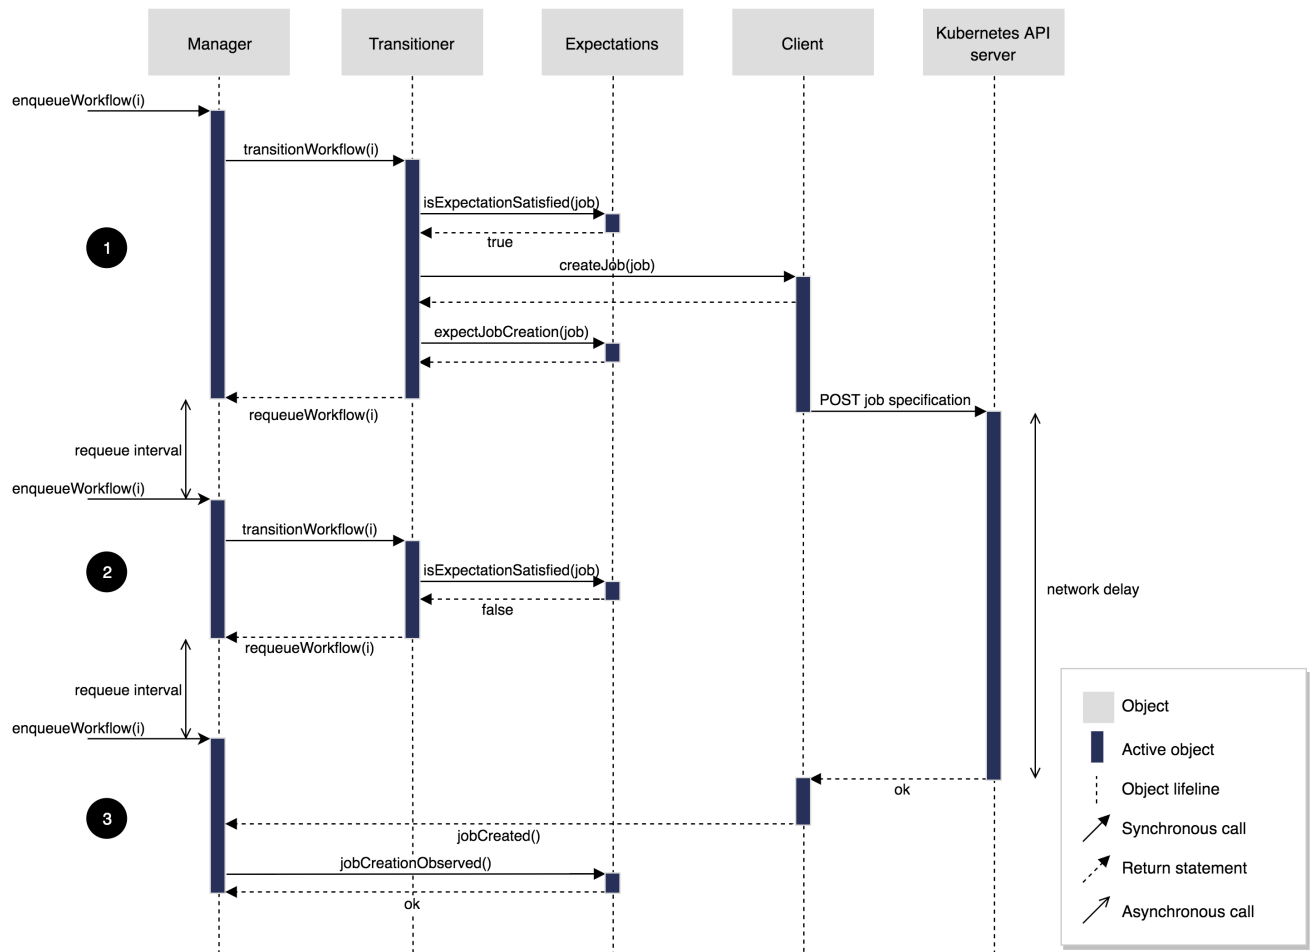 Manager
Transitioner
Expectations
Client
Kubernetes API
server
enqueueWorkflow(i)
transitionWorkflow(i)
isExpectationSatisfied(job)
true
1
createJob(job)
expectJobCreation(job)
POST job specification
requeueWorkflow(i)
requeue interval
enqueueWorkflow(i)
transitionWorkflow(i)
2
isExpectationSatisfied(job)
false
network delay
requeueWorkflow(i)
requeue interval
enqueueWorkflow(i)
ok
3
jobCreated()
jobCreationObserved()
ok
Object
Active object
Object lifeline
Synchronous call
Return statement
Asynchronous call